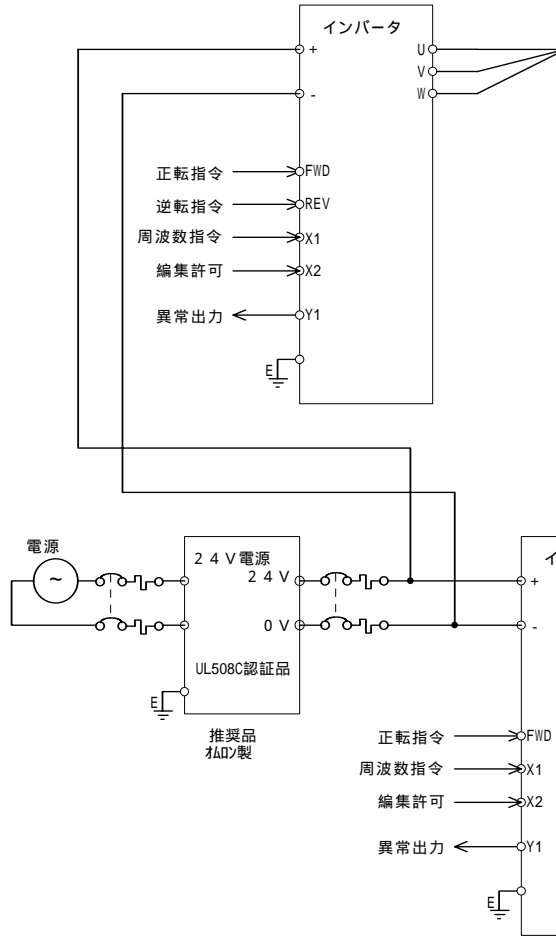 インバータ
+ U
V
- W
正転指令 FWD
逆転指令 REV
周波数指令 X1
編集許可 X2
異常出力 Y1
E
電源
~
24V電源
24V
0V
UL508C認証品
E
推奨品
オムロン製
イ
+
-
正転指令 FWD
周波数指令 X1
編集許可 X2
異常出力 Y1
E